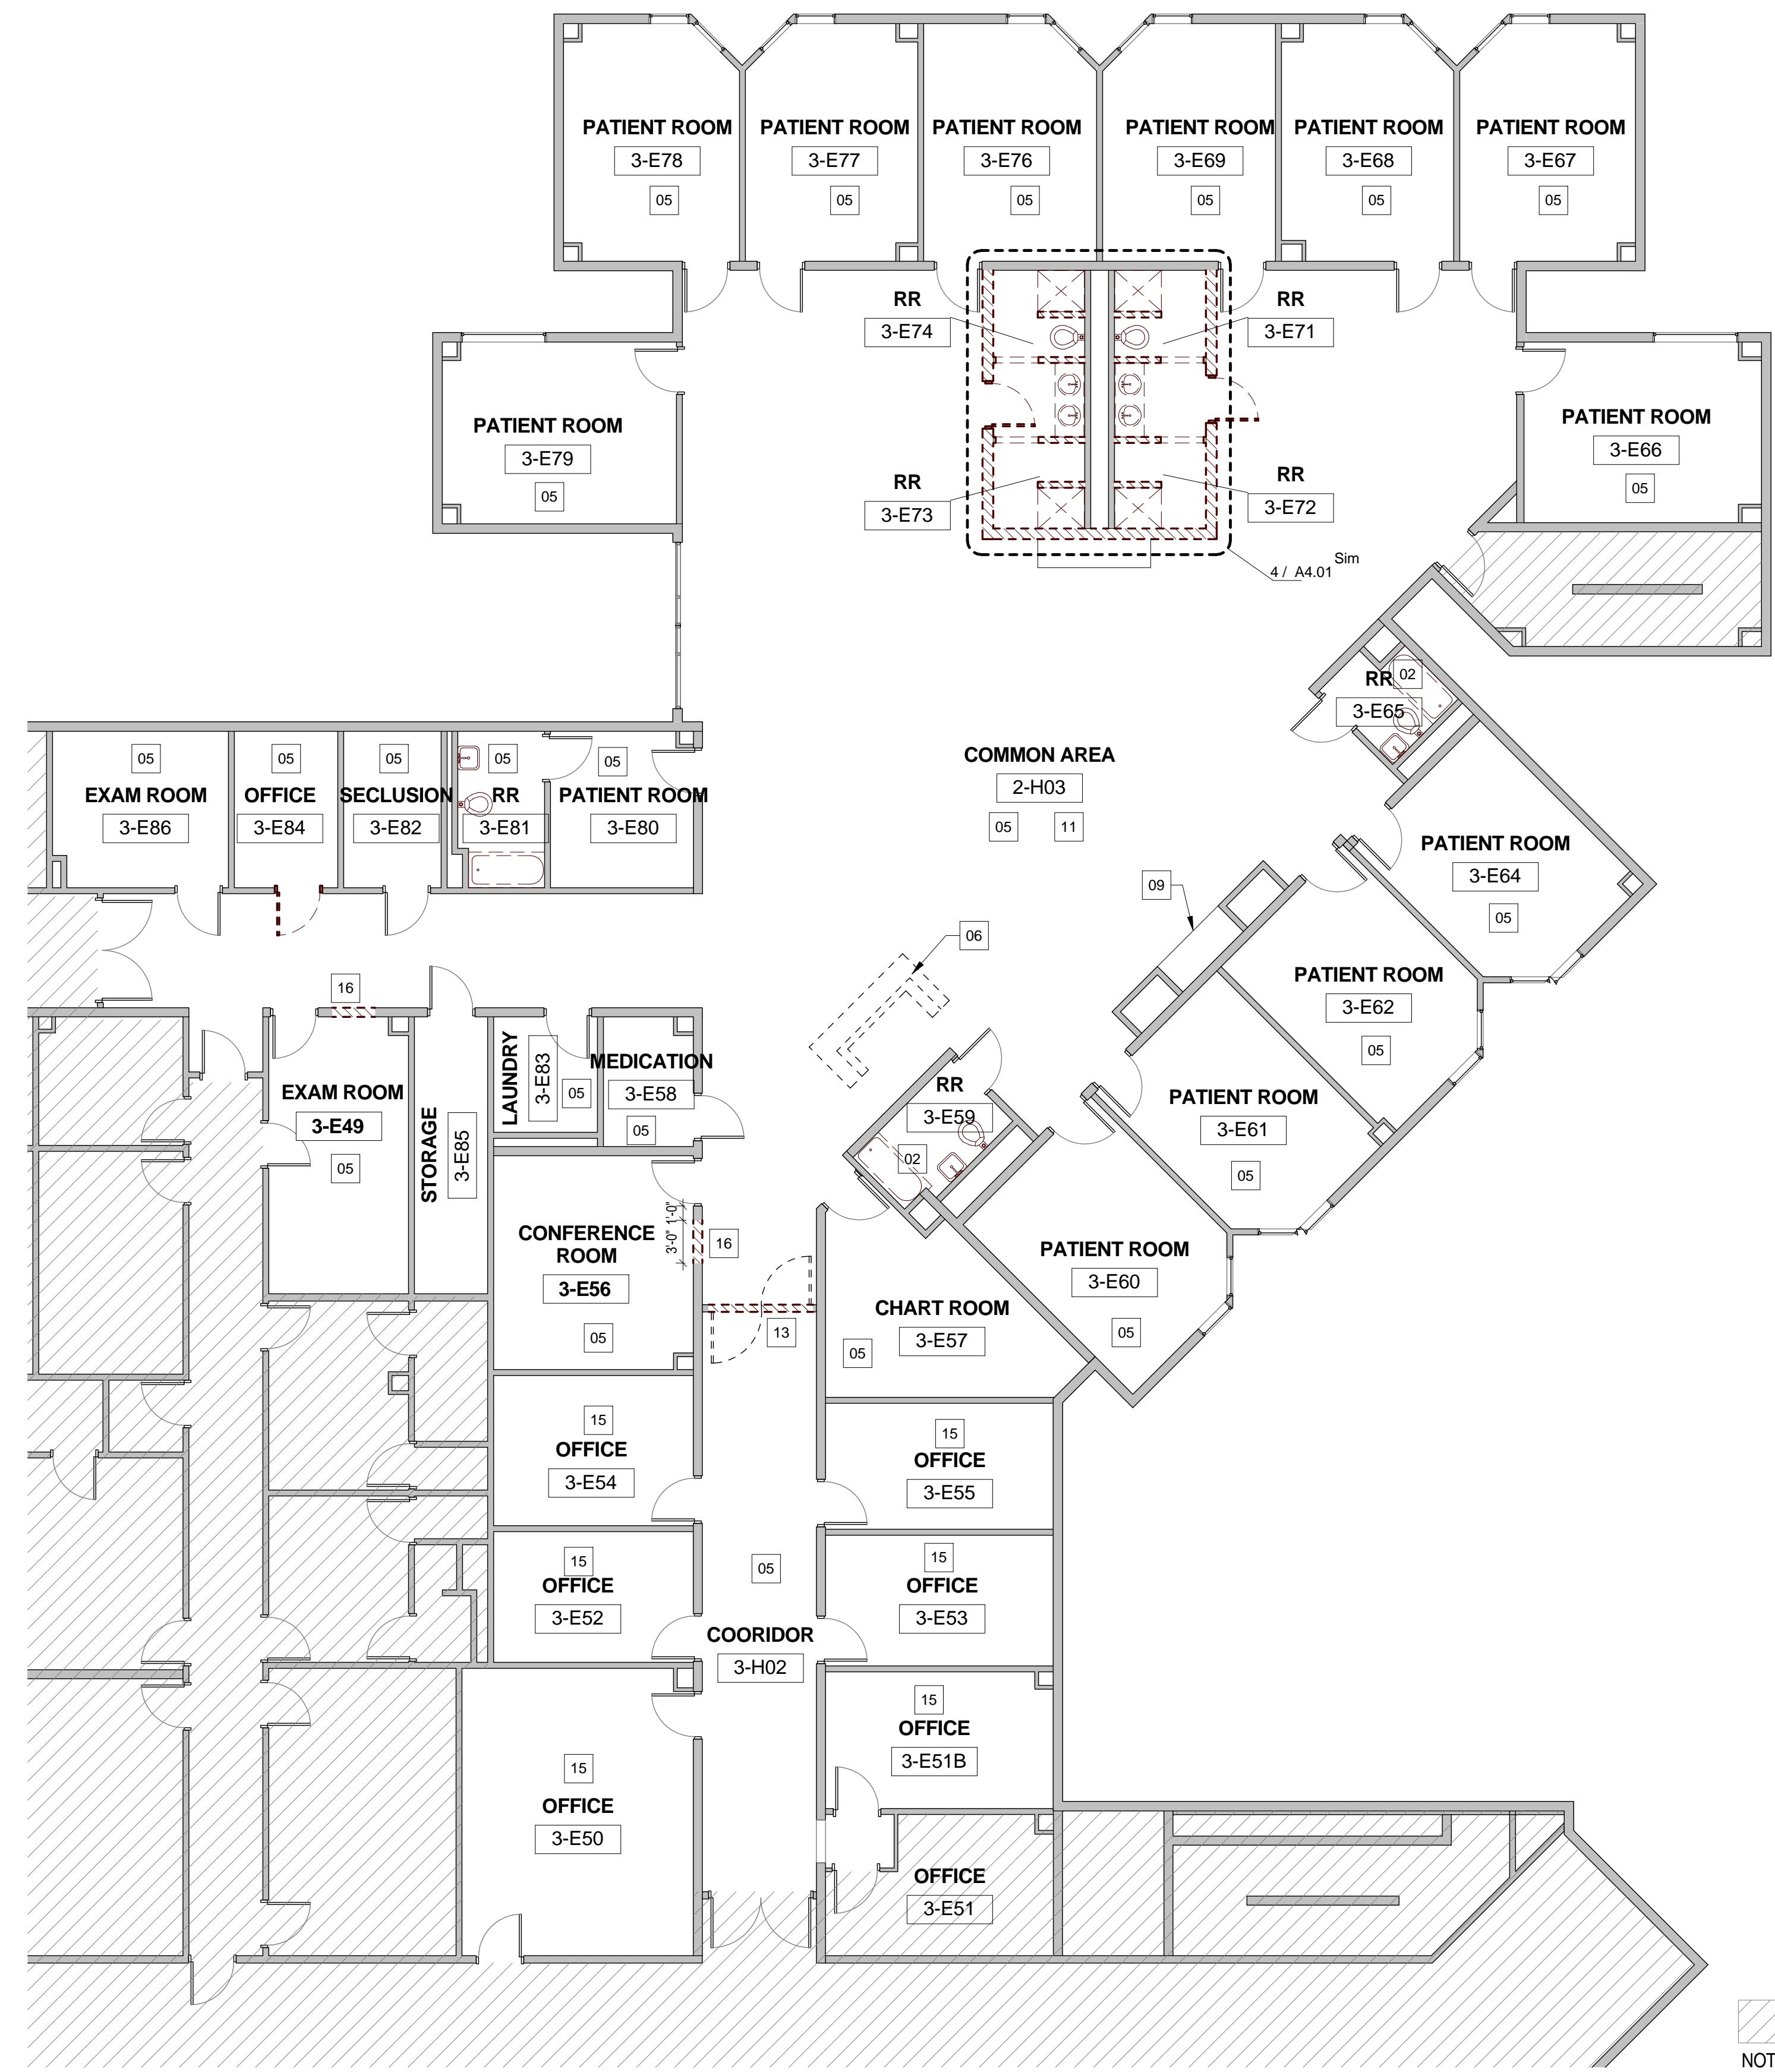 PATIENT ROOM
3-E78
05
PATIENT ROOM
3-E77
05
PATIENT ROOM
3-E76
05
PATIENT ROOM
3-E69
05
PATIENT ROOM
3-E68
05
PATIENT ROOM
3-E67
05
RR
3-E74
RR
3-E71
PATIENT ROOM
3-E79
05
PATIENT ROOM
3-E66
05
RR
3-E73
RR
3-E72
Sim
4 / A4.01
RR
02
3-E65
05
EXAM ROOM
3-E86
05
OFFICE
3-E84
05
SECLUSION
3-E82
05
RR
3-E81
05
PATIENT ROOM
3-E80
COMMON AREA
2-H03
05
11
PATIENT ROOM
3-E64
05
09
06
PATIENT ROOM
3-E62
05
16
EXAM ROOM
3-E49
05
STORAGE
3-E85
LAUNDRY
3-E83
05
MEDICATION
3-E58
05
RR
3-E59
02
PATIENT ROOM
3-E61
05
CONFERENCE
ROOM
3-E56
05
1'-0"
3'-0"
16
13
PATIENT ROOM
3-E60
05
CHART ROOM
3-E57
05
15
OFFICE
3-E54
15
OFFICE
3-E55
15
OFFICE
3-E52
05
15
OFFICE
3-E53
COORIDOR
3-H02
15
OFFICE
3-E51B
15
OFFICE
3-E50
OFFICE
3-E51
NOT